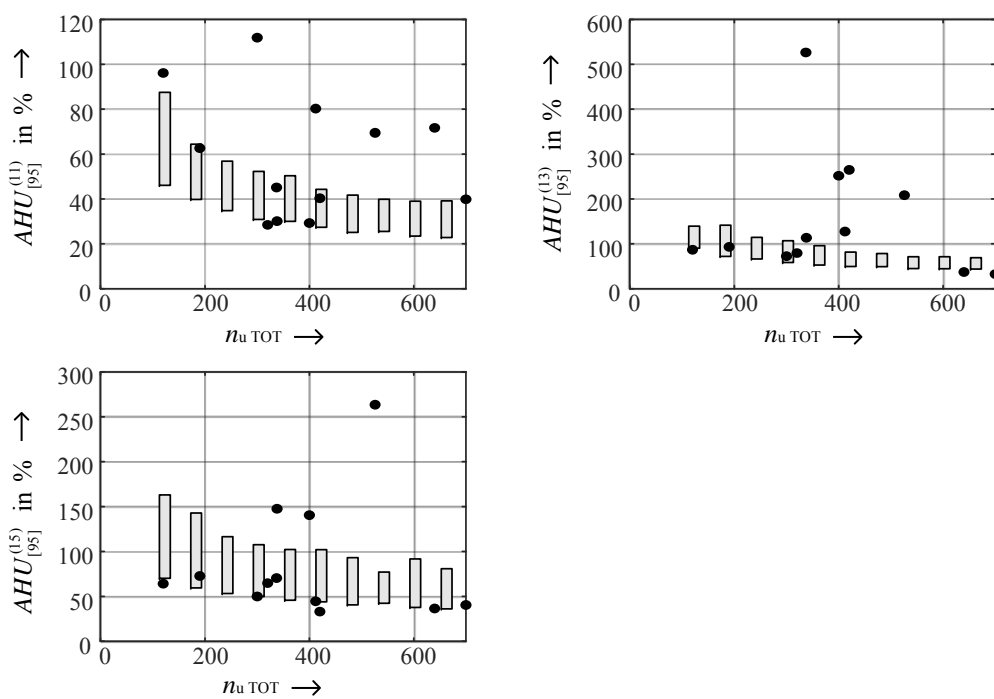 120
100
80
60
40
20
0
0 200 400 600
AHU[95](11) in % →
nu TOT →
600
500
400
300
200
100
0
0 200 400 600
AHU[95](13) in % →
nu TOT →
300
250
200
150
100
50
0
0 200 400 600
AHU[95](15) in % →
nu TOT →